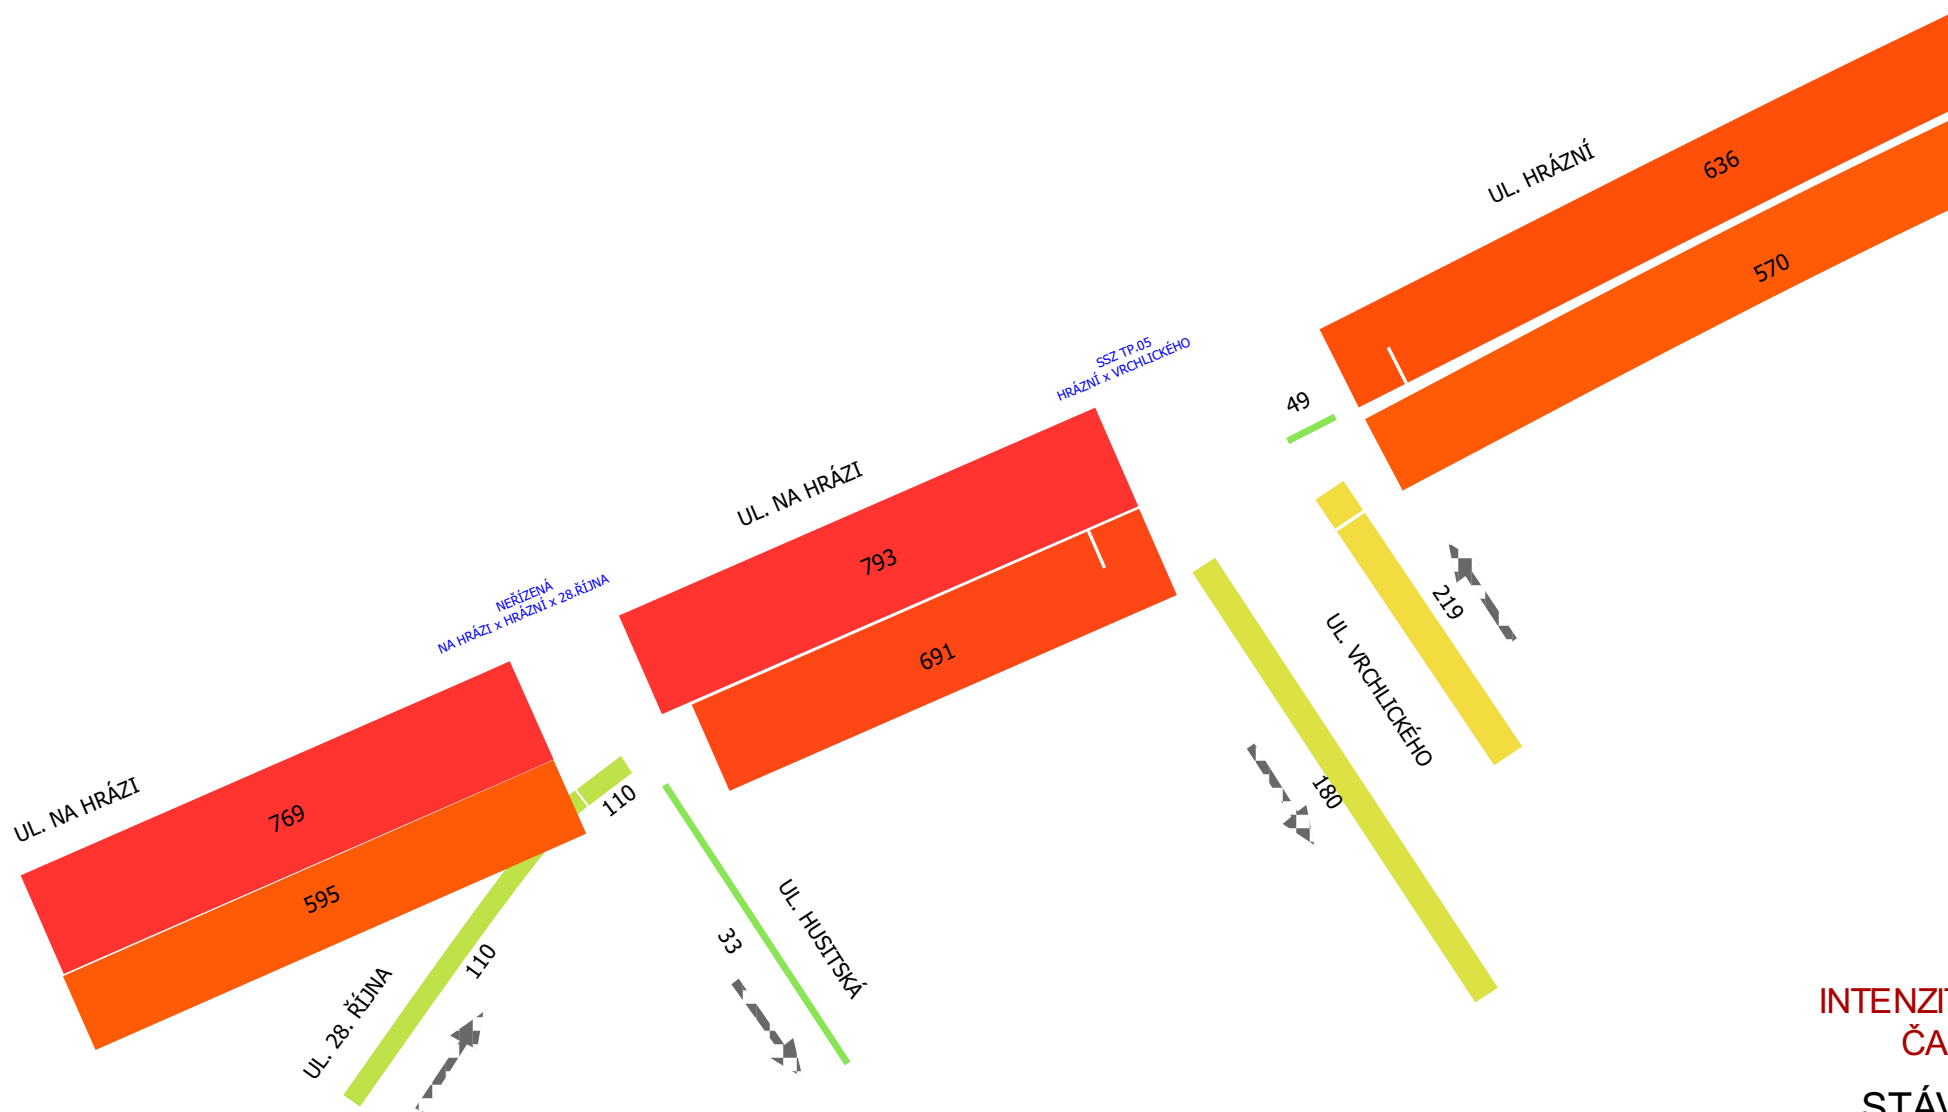 UL. HRÁZNÍ
636
570
SSZ TP.05
HRÁZNÍ x VRCHLICKÉHO
49
UL. NA HRÁZI
793
691
NEŘÍZENÁ
NA HRÁZI x HRÁZNÍ x 28.ŘÍJNA
219
UL. VRCHLICKÉHO
180
UL. NA HRÁZI
769
595
110
110
UL. 28. ŘÍJNA
33
UL. HUSITSKÁ